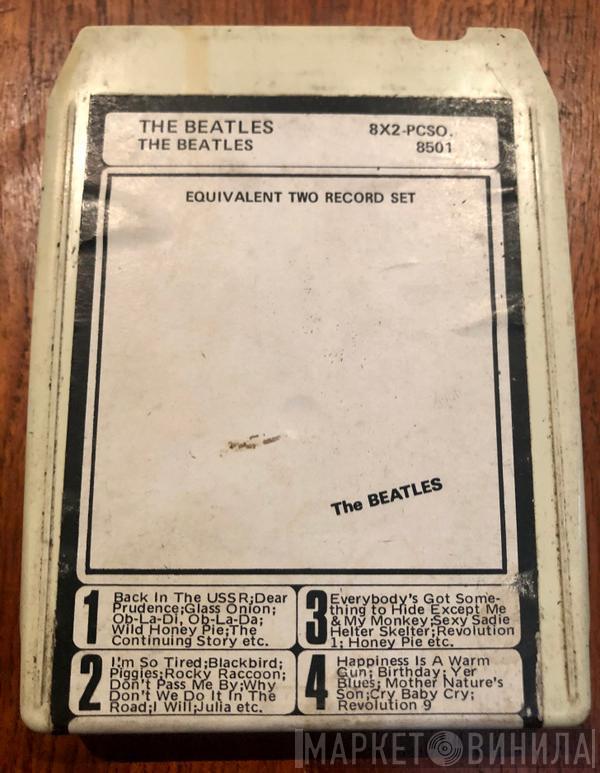 THE BEATLES 8X2-PCSO.
THE BEATLES 8501
EQUIVALENT TWO RECORD SET
The BEATLES
1
Back In The USSR;Dear
Prudence;Glass Onion;
Ob-La-Di, Ob-La-Da;
Wild Honey Pie;The
Continuing Story etc.
2
I'm So Tired;Blackbird;
Piggies;Rocky Raccoon;
Don't Pass Me By;Why
Don't We Do It In The
Road;I Will;Julia etc.
3
Everybody's Got Some-
thing to Hide Except Me
& My Monkey;Sexy Sadie
Helter Skelter;Revolution
1; Honey Pie etc.
4
Happiness Is A Warm
Gun; Birthday; Yer
Blues; Mother Nature's
Son;Cry Baby Cry;
Revolution 9
МАРКЕТ ВИНИЛА